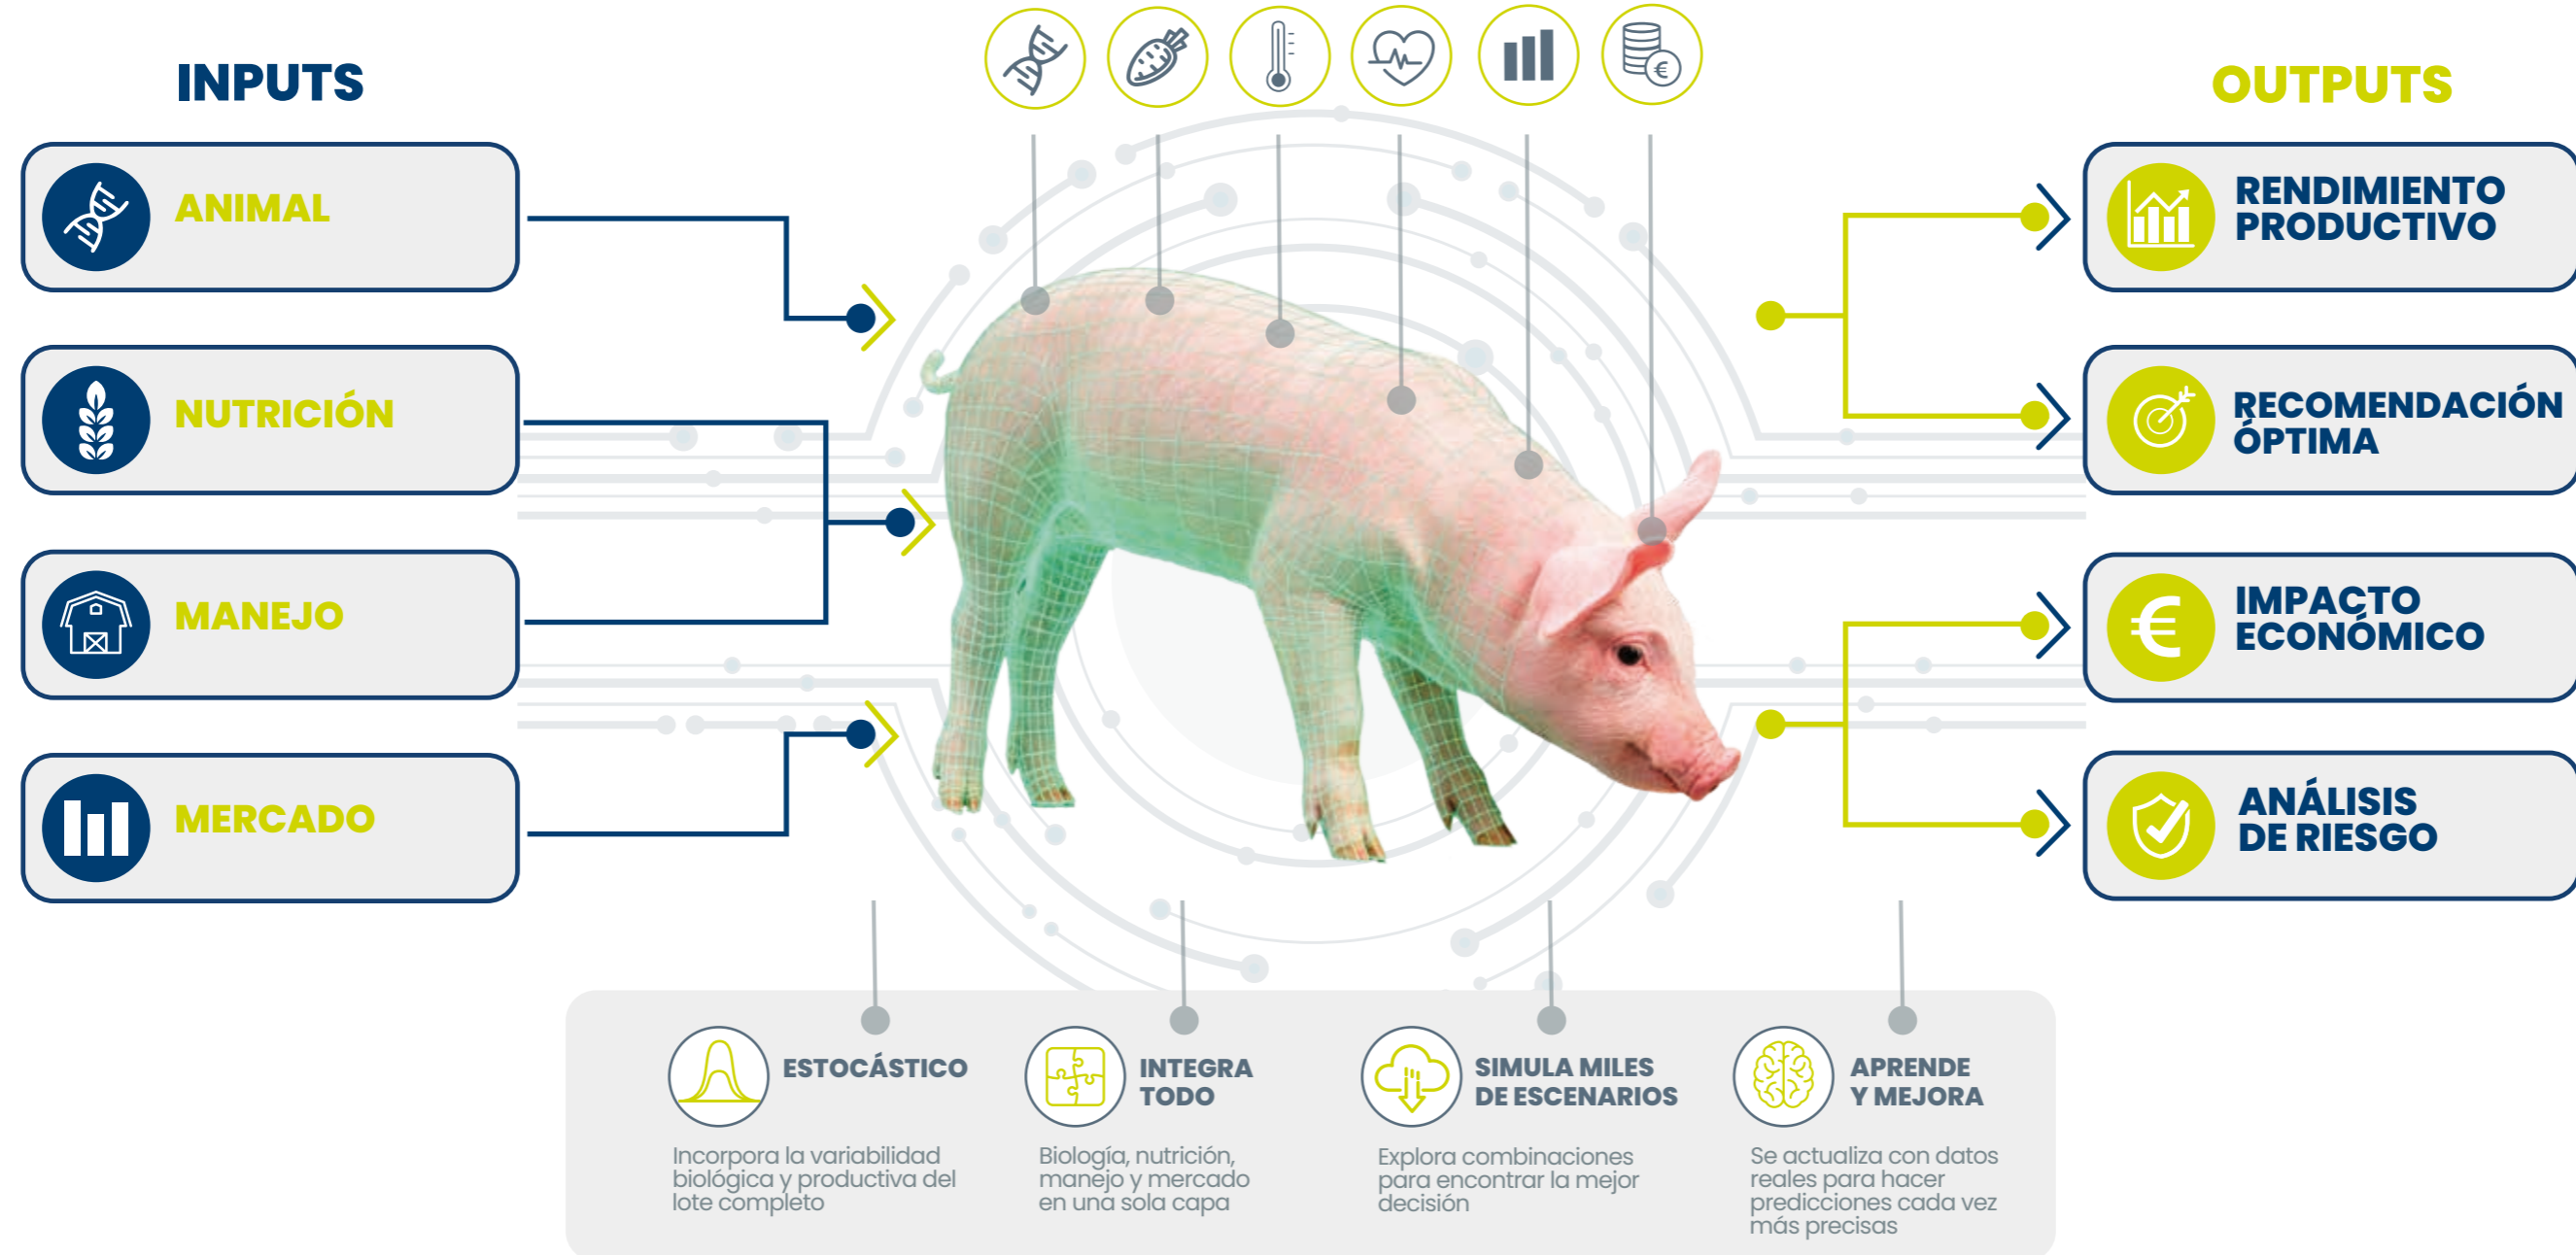 INPUTS
ANIMAL
NUTRICIÓN
MANEJO
MERCADO
OUTPUTS
RENDIMIENTO
PRODUCTIVO
RECOMENDACIÓN
ÓPTIMA
IMPACTO
ECONÓMICO
ANÁLISIS
DE RIESGO
ESTOCÁSTICO
Incorpora la variabilidad
biológica y productiva del
lote completo
INTEGRA
TODO
Biología, nutrición,
manejo y mercado
en una sola capa
SIMULA MILES
DE ESCENARIOS
Explora combinaciones
para encontrar la mejor
decisión
APRENDE
Y MEJORA
Se actualiza con datos
reales para hacer
predicciones cada vez
más precisas